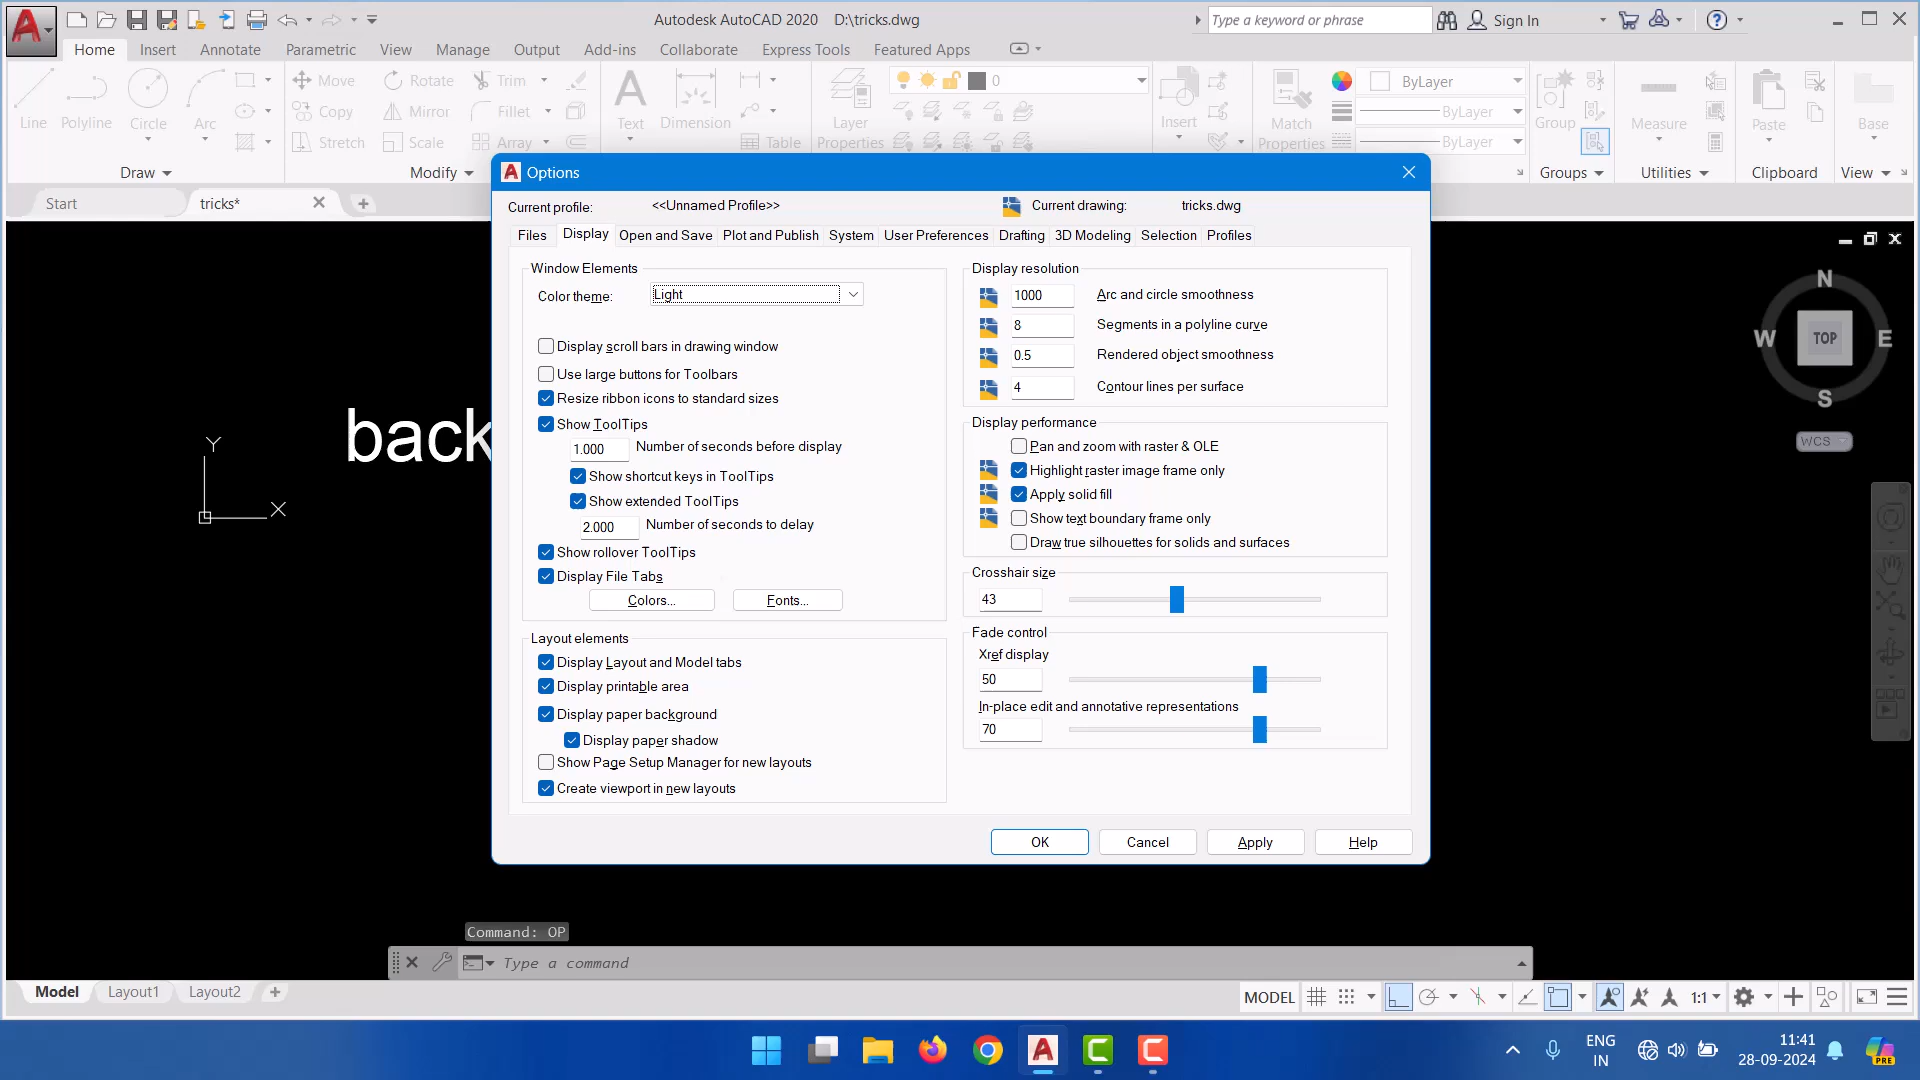 Autodesk AutoCAD 2020 D:\tricks.dwg
Type a keyword or phrase
Sign In
Home Insert Annotate Parametric View Manage Output Add-ins Collaborate Express Tools Featured Apps
Line Polyline Circle Arc
Move Rotate Trim
Copy Mirror Fillet
Stretch Scale Array
Text Dimension
Table
Layer
Properties
0
Insert
Match
Properties
ByLayer
ByLayer
ByLayer
Group
Measure
Paste
Base
Draw Modify Groups Utilities Clipboard View
Start tricks*
Options
Current profile: <<Unnamed Profile>> Current drawing: tricks.dwg
Files Display Open and Save Plot and Publish System User Preferences Drafting 3D Modeling Selection Profiles
Window Elements
Color theme: Light
Display scroll bars in drawing window
Use large buttons for Toolbars
Resize ribbon icons to standard sizes
Show ToolTips
1.000 Number of seconds before display
Show shortcut keys in ToolTips
Show extended ToolTips
2.000 Number of seconds to delay
Show rollover ToolTips
Display File Tabs
Colors... Fonts...
Layout elements
Display Layout and Model tabs
Display printable area
Display paper background
Display paper shadow
Show Page Setup Manager for new layouts
Create viewport in new layouts
Display resolution
1000 Arc and circle smoothness
8 Segments in a polyline curve
0.5 Rendered object smoothness
4 Contour lines per surface
Display performance
Pan and zoom with raster & OLE
Highlight raster image frame only
Apply solid fill
Show text boundary frame only
Draw true silhouettes for solids and surfaces
Crosshair size
43
Fade control
Xref display
50
In-place edit and annotative representations
70
OK Cancel Apply Help
back
Y
X
N
W TOP E
S
WCS
Command: OP
Type a command
Model Layout1 Layout2
MODEL
1:1
ENG
IN
11:41
28-09-2024
PRE